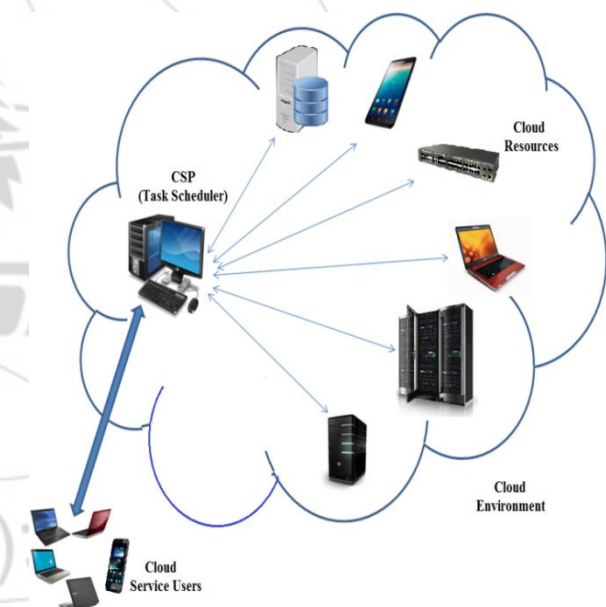 Cloud
Resources
CSP
(Task Scheduler)
Cloud
Environment
Cloud
Service Users